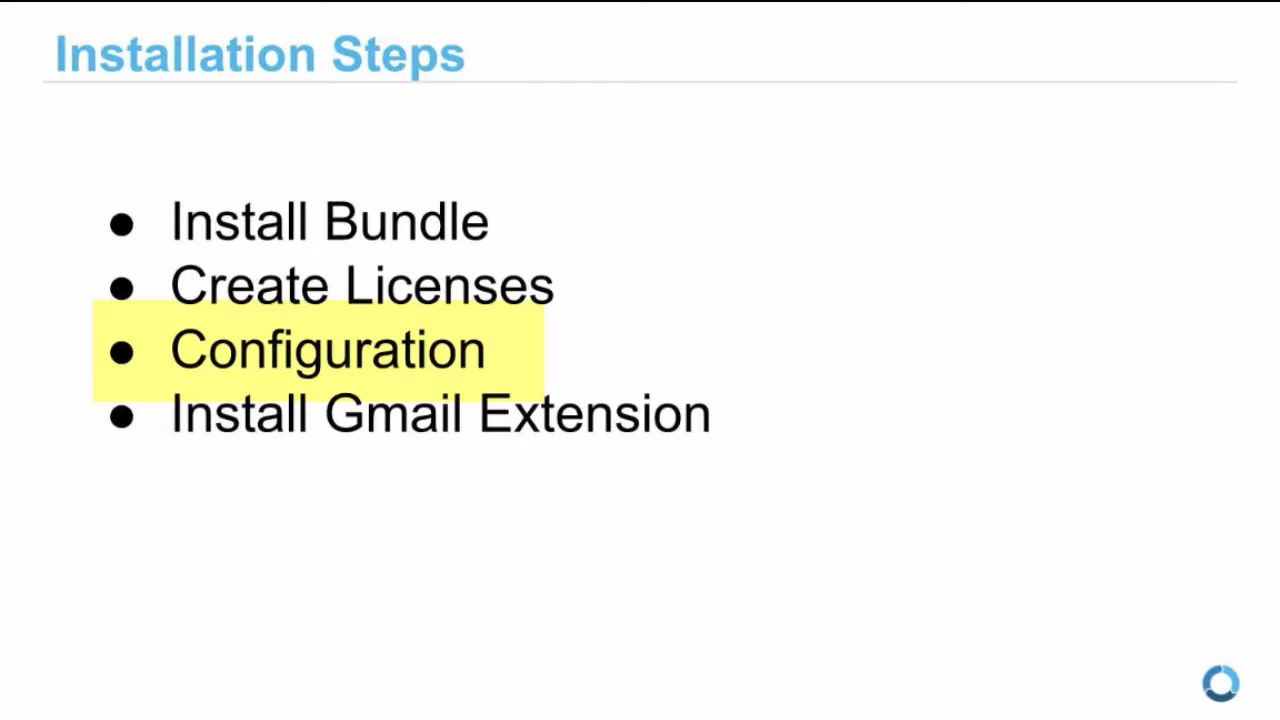 Installation Steps
● Install Bundle
● Create Licenses
● Configuration
● Install Gmail Extension